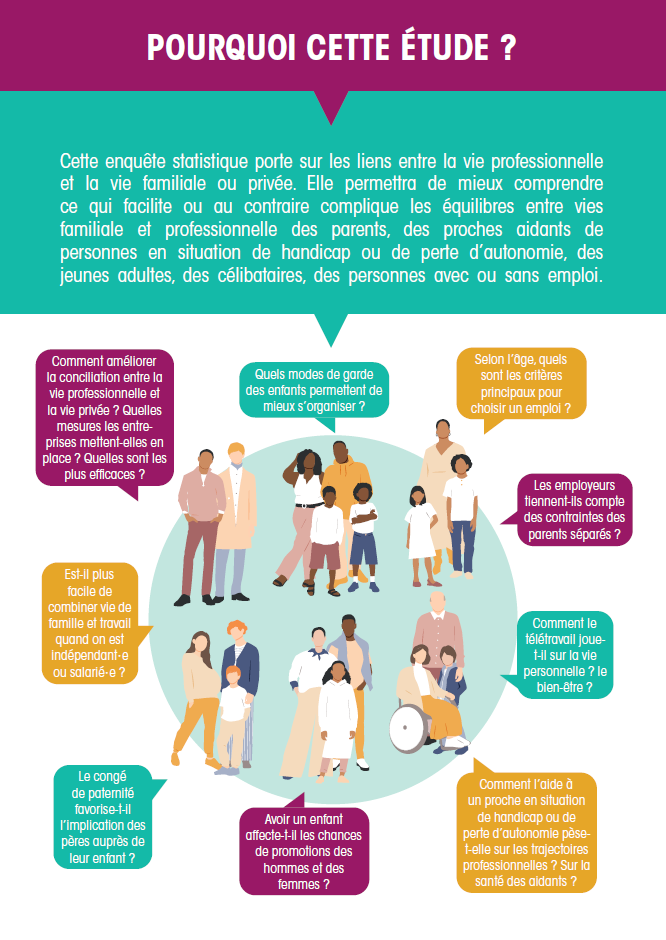 POURQUOI CETTE ÉTUDE ?
Cette enquête statistique porte sur les liens entre la vie professionnelle
et la vie familiale ou privée. Elle permettra de mieux comprendre
ce qui facilite ou au contraire complique les équilibres entre vies
familiale et professionnelle des parents, des proches aidants de
personnes en situation de handicap ou de perte d'autonomie, des
jeunes adultes, des célibataires, des personnes avec ou sans emploi.
Comment améliorer
la conciliation entre la
vie professionnelle et
la vie privée ? Quelles
mesures les entre-
prises mettent-elles en
place ? Quelles sont les
plus efficaces ?
Quels modes de garde
des enfants permettent de
mieux s'organiser ?
Selon l'âge, quels
sont les critères
principaux pour
choisir un emploi ?
Les employeurs
tiennent-ils compte
des contraintes des
parents séparés ?
Est-il plus
facile de
combiner vie de
famille et travail
quand on est
indépendant·e
ou salarié·e ?
Comment le
télétravail joue-
t-il sur la vie
personnelle ? le
bien-être ?
Le congé
de paternité
favorise-t-il
l'implication des
pères auprès de
leur enfant ?
Avoir un enfant
affecte-t-il les chances
de promotions des
hommes et des
femmes ?
Comment l'aide à
un proche en situation
de handicap ou de
perte d'autonomie pèse-
t-elle sur les trajectoires
professionnelles ? Sur la
santé des aidants ?